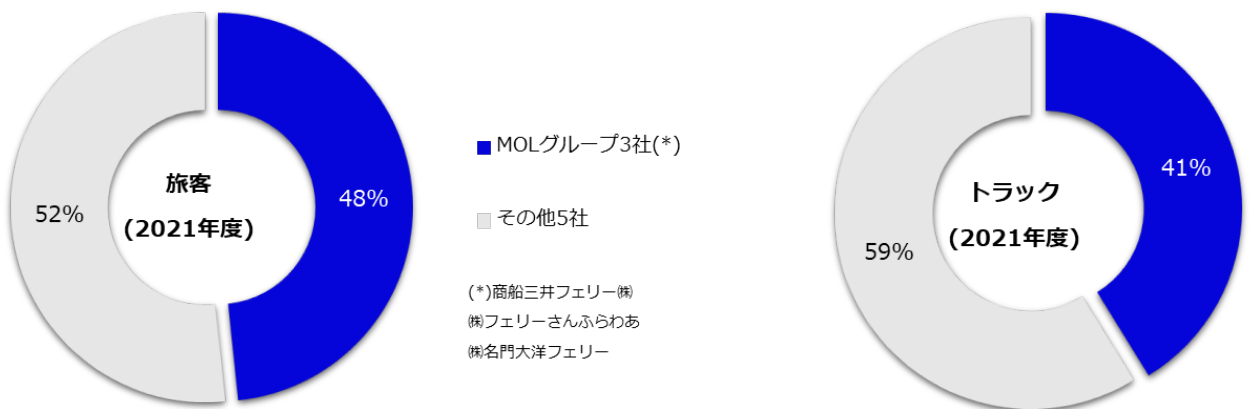 旅客
(2021年度)
52%
48%
MOLグループ3社(*)
その他5社
(*)商船三井フェリー㈱
㈱フェリーさんふらわあ
㈱名門大洋フェリー
トラック
(2021年度)
59%
41%